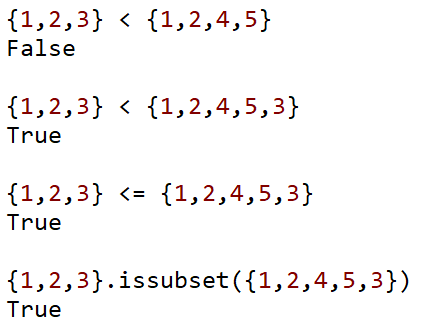 {1,2,3} < {1,2,4,5}
False
{1,2,3} < {1,2,4,5,3}
True
{1,2,3} <= {1,2,4,5,3}
True
{1,2,3}.issubset({1,2,4,5,3})
True